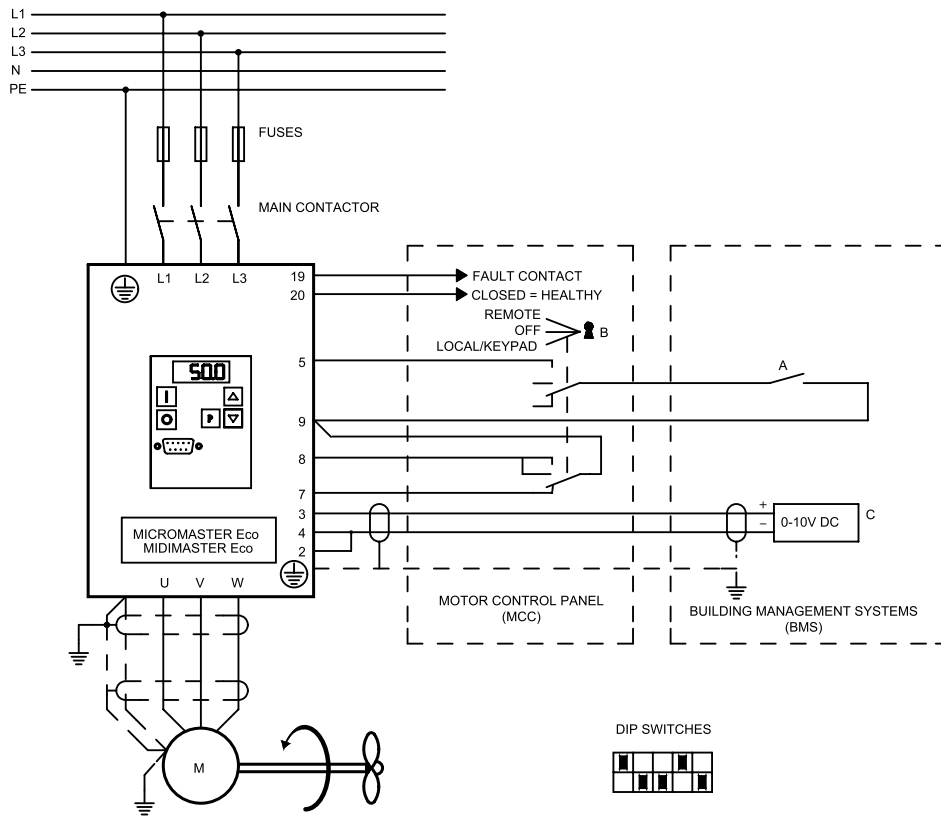 L1
L2
L3
N
PE
FUSES
MAIN CONTACTOR
L1 L2 L3
19
20
FAULT CONTACT
CLOSED = HEALTHY
REMOTE
OFF
LOCAL/KEYPAD
B
5
A
50.0
I
O
P
9
8
7
3
4
2
+
–
0-10V DC
C
MICROMASTER Eco
MIDIMASTER Eco
U V W
MOTOR CONTROL PANEL
(MCC)
BUILDING MANAGEMENT SYSTEMS
(BMS)
M
DIP SWITCHES